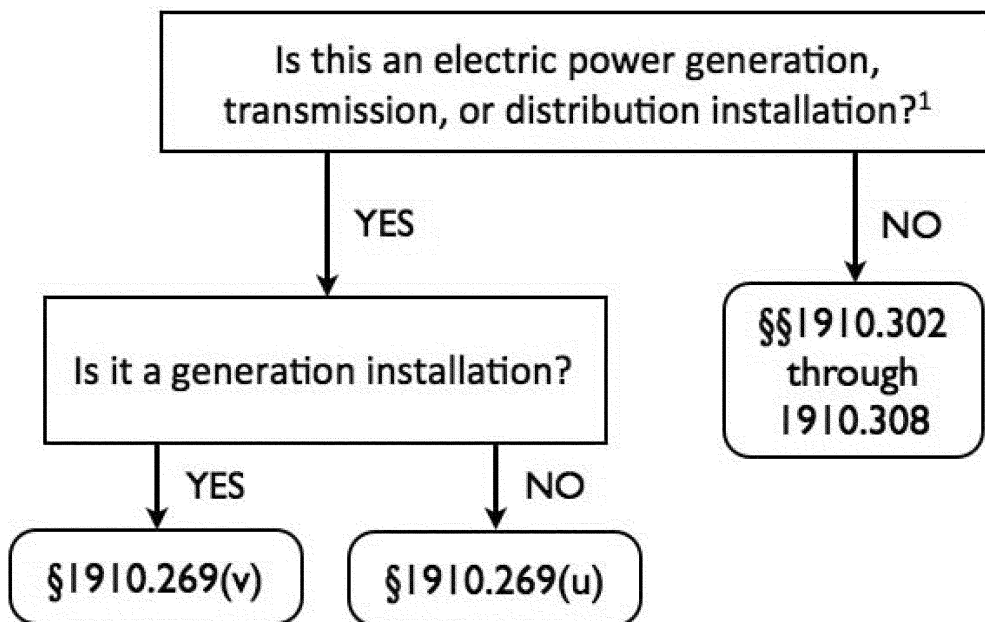 Is this an electric power generation,
transmission, or distribution installation?¹
YES
NO
Is it a generation installation?
§§1910.302
through
1910.308
YES
NO
§1910.269(v)
§1910.269(u)